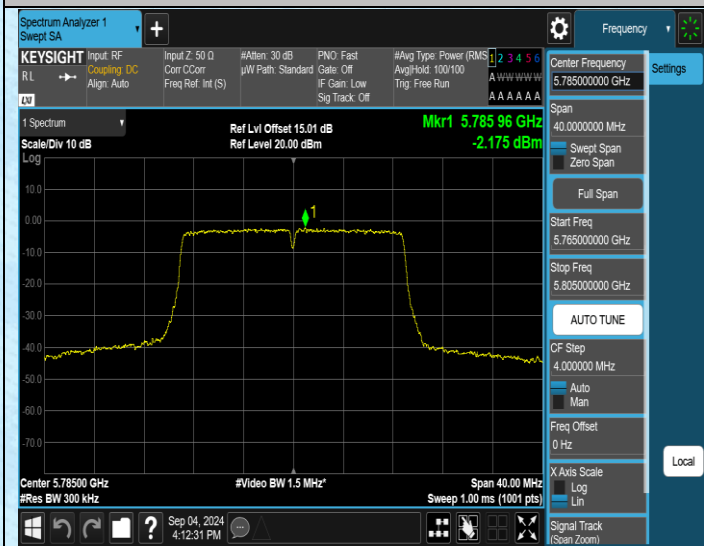 Spectrum Analyzer 1
Swept SA
+
Frequency
KEYSIGHT
RL
LXI
Input: RF
Coupling: DC
Align: Auto
Input Z: 50 Ω
Corr CCorr
Freq Ref: Int (S)
#Atten: 30 dB
µW Path: Standard
PNO: Fast
Gate: Off
IF Gain: Low
Sig Track: Off
#Avg Type: Power (RMS
Avg|Hold: 100/100
Trig: Free Run
1 2 3 4 5 6
A W W W W W
A A A A A A
1 Spectrum
Scale/Div 10 dB
Log
Ref Lvl Offset 15.01 dB
Ref Level 20.00 dBm
Mkr1 5.785 96 GHz
-2.175 dBm
10.0
0.00
-10.0
-20.0
-30.0
-40.0
-50.0
-60.0
-70.0
1
Center 5.78500 GHz
#Res BW 300 kHz
#Video BW 1.5 MHz*
Span 40.00 MHz
Sweep 1.00 ms (1001 pts)
Center Frequency
5.785000000 GHz
Settings
Span
40.0000000 MHz
Swept Span
Zero Span
Full Span
Start Freq
5.765000000 GHz
Stop Freq
5.805000000 GHz
AUTO TUNE
CF Step
4.000000 MHz
Auto
Man
Freq Offset
0 Hz
X Axis Scale
Log
Lin
Signal Track
(Span Zoom)
Local
?
Sep 04, 2024
4:12:31 PM